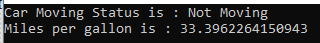 Car Moving Status is : Not Moving
Miles per gallon is : 33.3962264150943